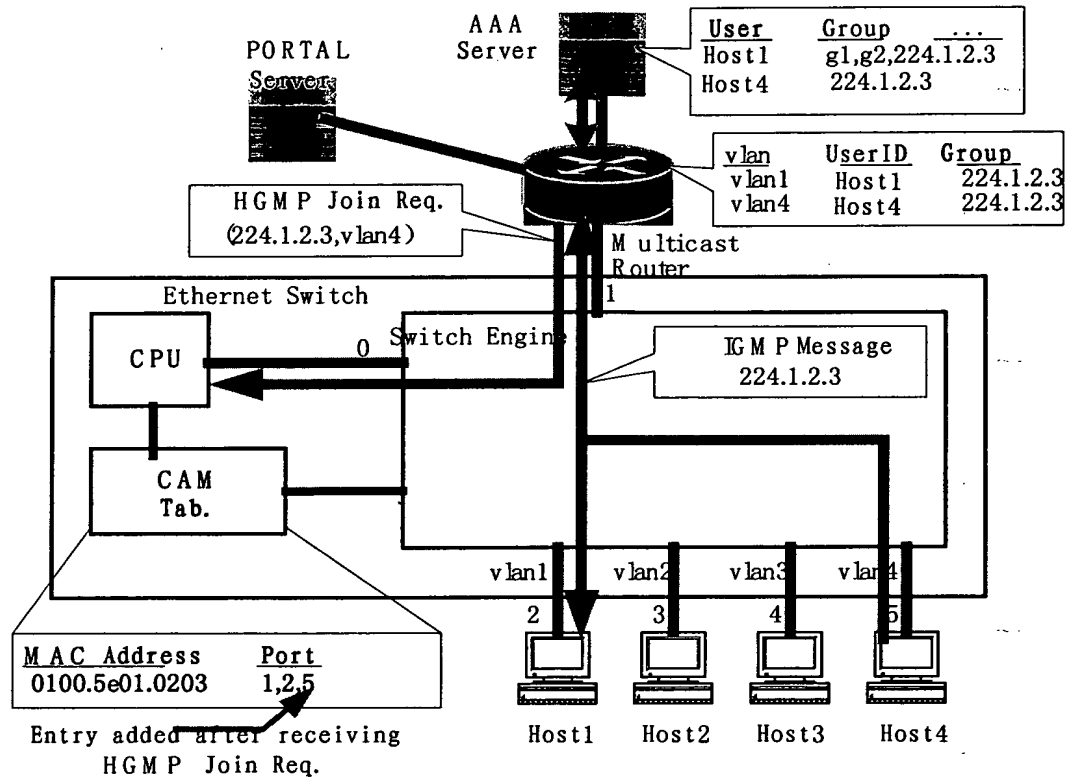 AAA
Server
PORTAL
Server
User Group ...
Host1 g1,g2,224.1.2.3
Host4 224.1.2.3
vlan UserID Group
vlan1 Host1 224.1.2.3
vlan4 Host4 224.1.2.3
HGMP Join Req.
(224.1.2.3,vlan4)
Multicast
Router
1
Ethernet Switch
Switch Engine
CPU
0
IGMP Message
224.1.2.3
CAM
Tab.
vlan1 vlan2 vlan3 vlan4
2 3 4 5
MAC Address Port
0100.5e01.0203 1,2,5
Host1 Host2 Host3 Host4
Entry added after receiving
HGMP Join Req.